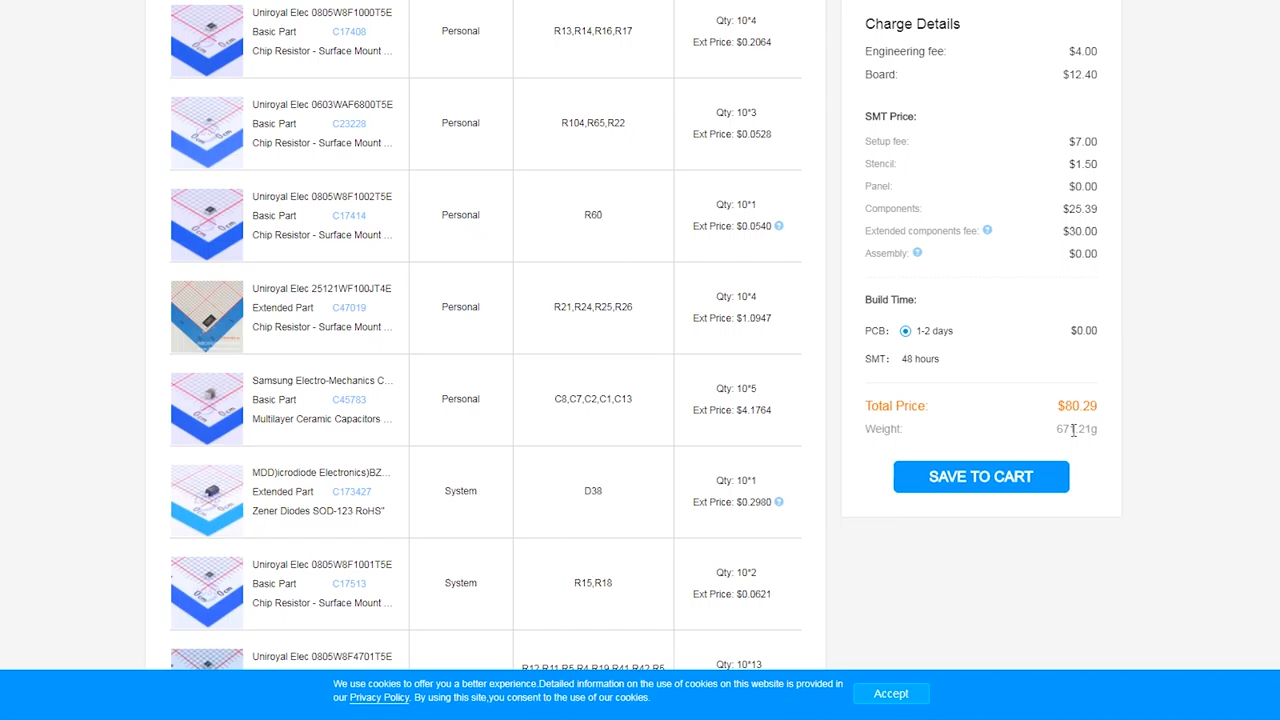 Uniroyal Elec 0805W8F1000T5E
Basic Part C17408
Chip Resistor - Surface Mount ...
Personal
R13,R14,R16,R17
Qty: 10*4
Ext Price: $0.2064
Uniroyal Elec 0603WAF6800T5E
Basic Part C23228
Chip Resistor - Surface Mount ...
Personal
R104,R65,R22
Qty: 10*3
Ext Price: $0.0528
Uniroyal Elec 0805W8F1002T5E
Basic Part C17414
Chip Resistor - Surface Mount ...
Personal
R60
Qty: 10*1
Ext Price: $0.0540
Uniroyal Elec 25121WF100JT4E
Extended Part C47019
Chip Resistor - Surface Mount ...
Personal
R21,R24,R25,R26
Qty: 10*4
Ext Price: $1.0947
Samsung Electro-Mechanics C...
Basic Part C45783
Multilayer Ceramic Capacitors ...
Personal
C8,C7,C2,C1,C13
Qty: 10*5
Ext Price: $4.1764
MDD)icrodiode Electronics)BZ...
Extended Part C173427
Zener Diodes SOD-123 RoHS"
System
D38
Qty: 10*1
Ext Price: $0.2980
Uniroyal Elec 0805W8F1001T5E
Basic Part C17513
Chip Resistor - Surface Mount ...
System
R15,R18
Qty: 10*2
Ext Price: $0.0621
Uniroyal Elec 0805W8F4701T5E
R12,R11,R5,R4,R19,R41,R42,R5
Qty: 10*13
Charge Details
Engineering fee: $4.00
Board: $12.40
SMT Price:
Setup fee: $7.00
Stencil: $1.50
Panel: $0.00
Components: $25.39
Extended components fee: $30.00
Assembly: $0.00
Build Time:
PCB: 1-2 days $0.00
SMT: 48 hours
Total Price: $80.29
Weight:
SAVE TO CART
We use cookies to offer you a better experience.Detailed information on the use of cookies on this website is provided in
our Privacy Policy. By using this site,you consent to the use of our cookies.
Accept